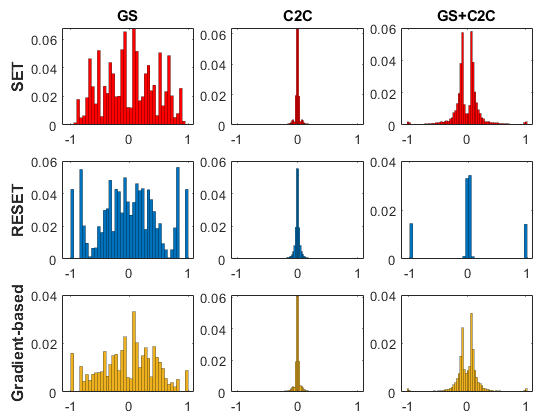 GS C2C GS+C2C
SET
0.06 0.06 0.06
0.04 0.04 0.04
0.02 0.02 0.02
0 0 0
-1 0 1 -1 0 1 -1 0 1
RESET
0.06 0.06 0.04
0.04 0.04
0.02 0.02 0.02
0 0 0
-1 0 1 -1 0 1 -1 0 1
Gradient-based
0.04 0.06 0.04
0.04
0.02 0.02 0.02
0 0 0
-1 0 1 -1 0 1 -1 0 1